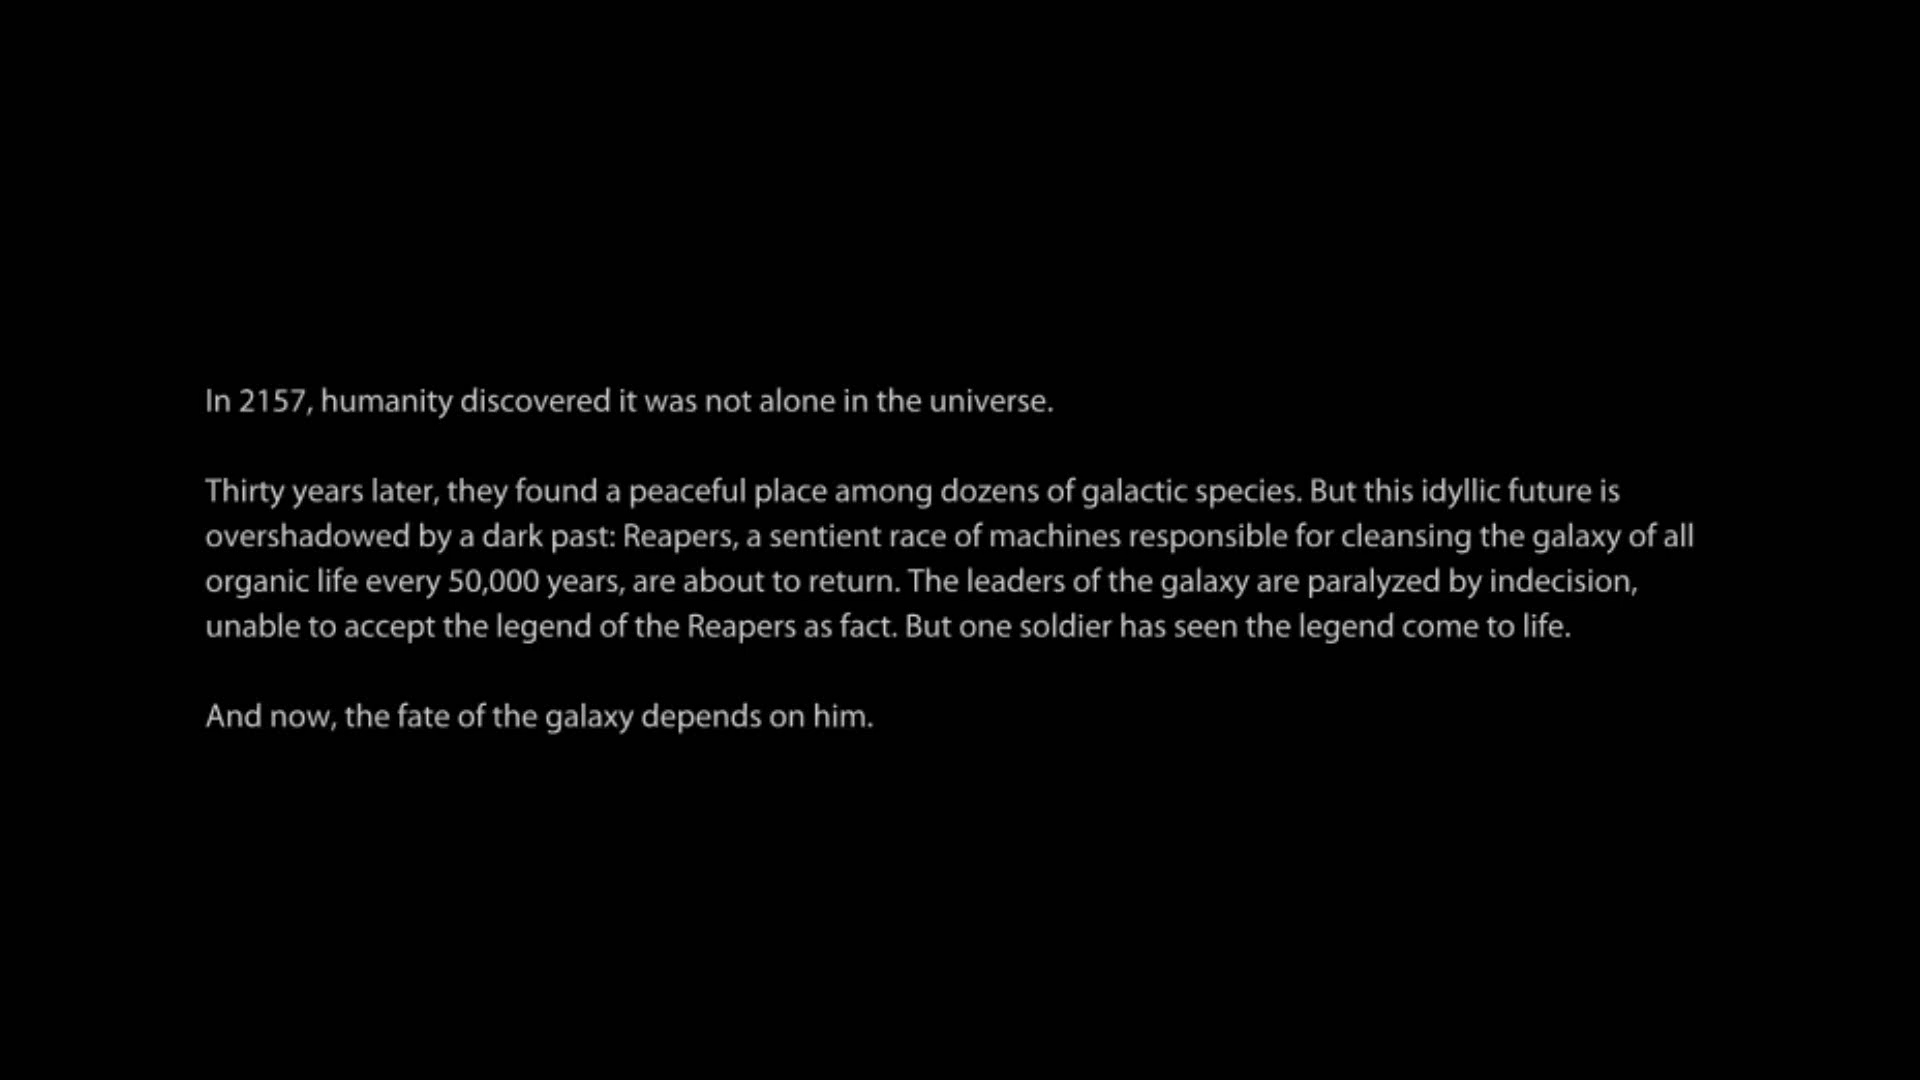 In 2157, humanity discovered it was not alone in the universe.
Thirty years later, they found a peaceful place among dozens of galactic species. But this idyllic future is
overshadowed by a dark past: Reapers, a sentient race of machines responsible for cleansing the galaxy of all
organic life every 50,000 years, are about to return. The leaders of the galaxy are paralyzed by indecision,
unable to accept the legend of the Reapers as fact. But one soldier has seen the legend come to life.
And now, the fate of the galaxy depends on him.